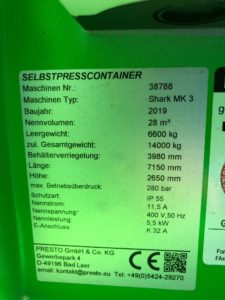 SELBSTPRESSCONTAINER
Maschinen Nr.: 38788
Maschinen Typ: Shark MK 3
Baujahr: 2019
Nennvolumen: 28 m³
Leergewicht: 6600 kg
zul. Gesamtgewicht: 14000 kg
Behälterverriegelung: 3980 mm
Länge: 7150 mm
Höhe: 2650 mm
max. Betriebsüberdruck: 280 bar
Schutzart: IP 55
Nennstrom: 11,5 A
Nennspannung: 400 V,50 Hz
Nennleistung: 5,5 kW
E-Anschluss: K 32 A
PRESTO GmbH & Co. KG
Gewerbepark 4
D-49196 Bad Laer
email: kontakt@presto.eu Tel: +49(0)5424-29270
CE